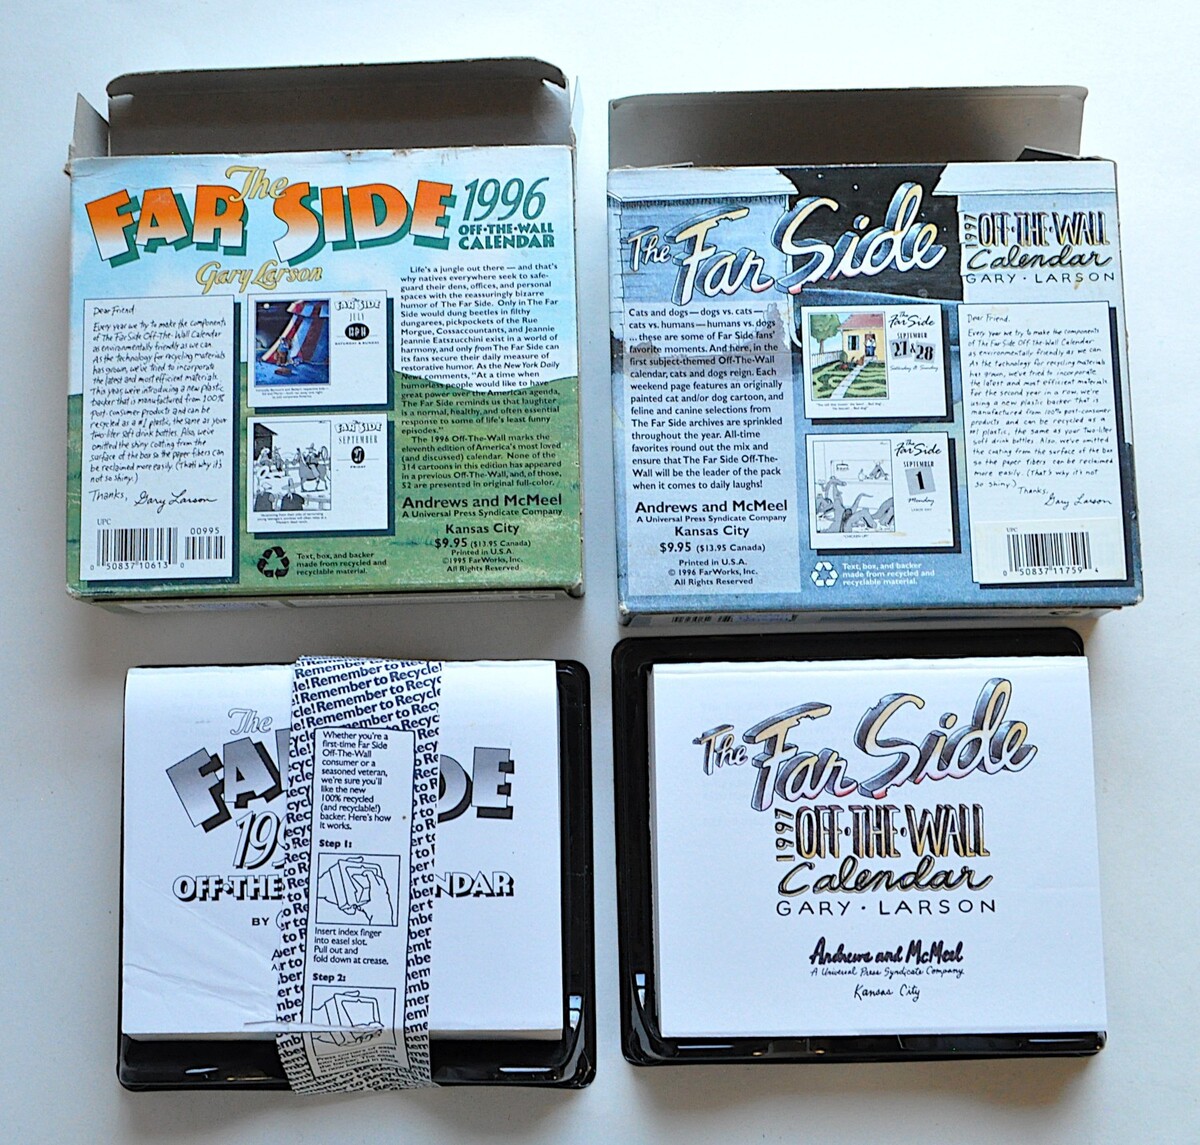 The
FAR SIDE
1996
OFF·THE·WALL
CALENDAR
Gary Larson
Dear Friend,
Every year we try to make the components
of The Far Side Off-The-Wall Calendar
as environmentally friendly as we can.
As the technology for recycling materials
has grown, we've tried to incorporate
the latest and most efficient materials.
This year we're introducing a new plastic
backer that is manufactured from 100%
post-consumer products and can be
recycled as a #1 plastic, the same as your
two-liter soft drink bottles. Also, we've
omitted the shiny coating from the
surface of the box so the paper fibers can
be reclaimed more easily. (That's why it's
not so shiny.)
Thanks,
Gary Larson
UPC
00995
0 50837 10613 0
FAR SIDE
JULY
SATURDAY & SUNDAY
FAR SIDE
SEPTEMBER
27
FRIDAY
Life's a jungle out there — and that's
why natives everywhere seek to safe-
guard their dens, offices, and personal
spaces with the reassuringly bizarre
humor of The Far Side. Only in The Far
Side would dung beetles in filthy
dungarees, pickpockets of the Rue
Morgue, Cossaccountants, and Jeannie
Jeannie Eatszucchini exist in a world of
harmony, and only from The Far Side can
its fans secure their daily measure of
restorative humor. As the New York Daily
News comments, "At a time when
humorless people would like to have
great power over the American agenda,
The Far Side reminds us that laughter
is a normal, healthy, and often essential
response to some of life's least funny
episodes."
The 1996 Off-The-Wall marks the
eleventh edition of America's most loved
(and discussed) calendar. None of the
314 cartoons in this edition has appeared
in a previous Off-The-Wall, and, of those,
52 are presented in original full-color.
Andrews and McMeel
A Universal Press Syndicate Company
Kansas City
$9.95 ($13.95 Canada)
Printed in U.S.A.
©1995 FarWorks, Inc.
All Rights Reserved
Text, box, and backer
made from recycled and
recyclable material.
The Far Side
1997
OFF·THE·WALL
Calendar
GARY · LARSON
Cats and dogs—dogs vs. cats—
cats vs. humans—humans vs. dogs
...these are some of Far Side fans'
favorite moments. And here, in the
first subject-themed Off-The-Wall
calendar, cats and dogs reign. Each
weekend page features an originally
painted cat and/or dog cartoon, and
feline and canine selections from
The Far Side archives are sprinkled
throughout the year. All-time
favorites round out the mix and
ensure that The Far Side Off-The-
Wall will be the leader of the pack
when it comes to daily laughs!
Andrews and McMeel
A Universal Press Syndicate Company
Kansas City
$9.95 ($13.95 Canada)
Printed in U.S.A.
© 1996 FarWorks, Inc.
All Rights Reserved
The Far Side
SEPTEMBER
27 & 28
Saturday & Sunday
The Far Side
SEPTEMBER
1
Monday
Text, box, and backer
made from recycled and
recyclable material.
Dear Friend,
Every year we try to make the components
of The Far Side Off-The-Wall Calendar
as environmentally friendly as we can.
As the technology for recycling materials
has grown, we've tried to incorporate
the latest and most efficient materials
for the second year in a row, we're
using a new plastic backer that is
manufactured from 100% post-consumer
products and can be recycled as a
#1 plastic, the same as your two-liter
soft drink bottles. Also, we've omitted
the coating from the surface of the box
so the paper fibers can be reclaimed
more easily. (That's why it's not
so shiny.)
Thanks,
Gary Larson
UPC
0 50837 11759 4
The
FA
DE
199
OFF·THE
NDAR
BY
Remember to Recycle!
Whether you're a
first-time Far Side
Off-The-Wall
consumer or a
seasoned veteran,
we're sure you'll
like the new
100% recycled
(and recyclable!)
backer. Here's how
it works.
Step 1:
Insert index finger
into easel slot.
Pull out and
fold down at crease.
Step 2:
The Far Side
1997
OFF·THE·WALL
Calendar
GARY · LARSON
Andrews and McMeel
A Universal Press Syndicate Company
Kansas City